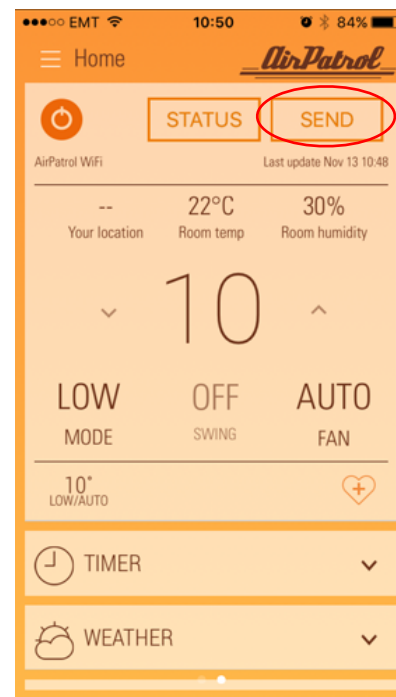 EMT 10:50 84%
Home AirPatrol
STATUS SEND
AirPatrol WiFi Last update Nov 13 10:48
-- 22°C 30%
Your location Room temp Room humidity
10
LOW OFF AUTO
MODE SWING FAN
10°
LOW/AUTO
TIMER
WEATHER